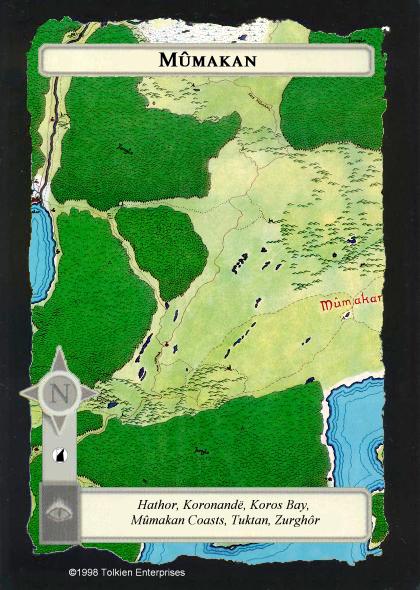 MÛMAKAN
Mûmakan
N
Hathor, Koronandë, Koros Bay,
Mûmakan Coasts, Tuktan, Zurghôr
©1998 Tolkien Enterprises